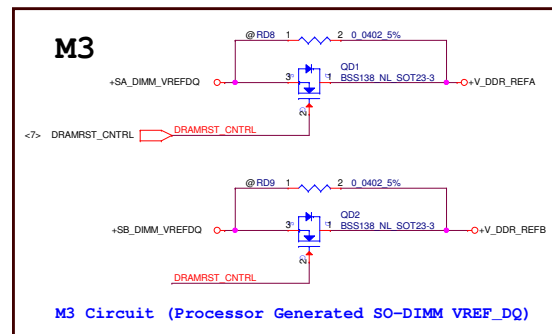 M3
@ RD8 1 2 0_0402_5%
QD1
+SA_DIMM_VREFDQ 3 1 BSS138_NL_SOT23-3 +V_DDR_REFA
2
<7> DRAMRST_CNTRL DRAMRST_CNTRL
@ RD9 1 2 0_0402_5%
QD2
+SB_DIMM_VREFDQ 3 1 BSS138_NL_SOT23-3 +V_DDR_REFB
2
DRAMRST_CNTRL
M3 Circuit (Processor Generated SO-DIMM VREF_DQ)